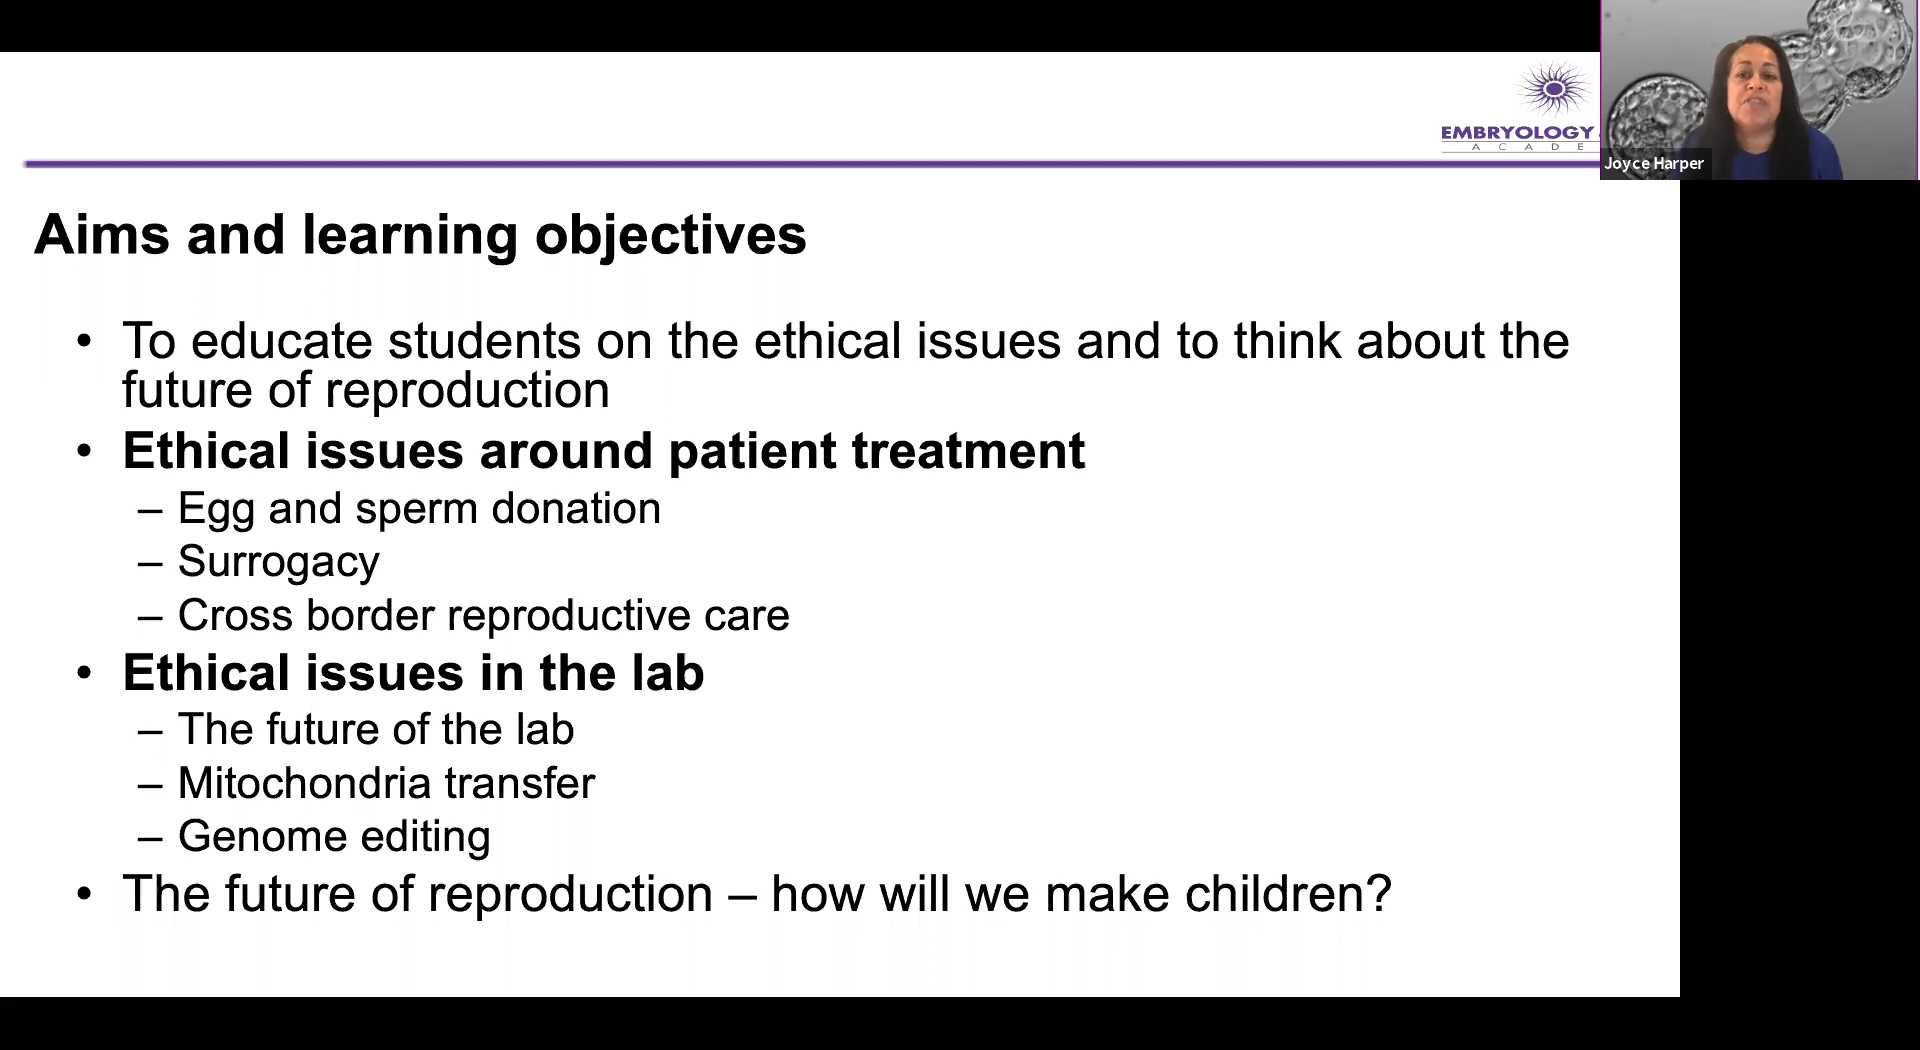 EMBRYOLOGY
A C A D E
Joyce Harper
Aims and learning objectives
• To educate students on the ethical issues and to think about the
future of reproduction
• Ethical issues around patient treatment
– Egg and sperm donation
– Surrogacy
– Cross border reproductive care
• Ethical issues in the lab
– The future of the lab
– Mitochondria transfer
– Genome editing
• The future of reproduction – how will we make children?